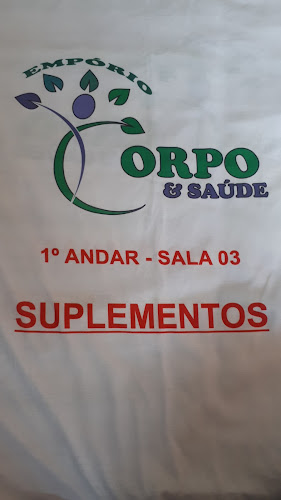 EMPÓRIO
CORPO
& SAÚDE
1º ANDAR - SALA 03
SUPLEMENTOS